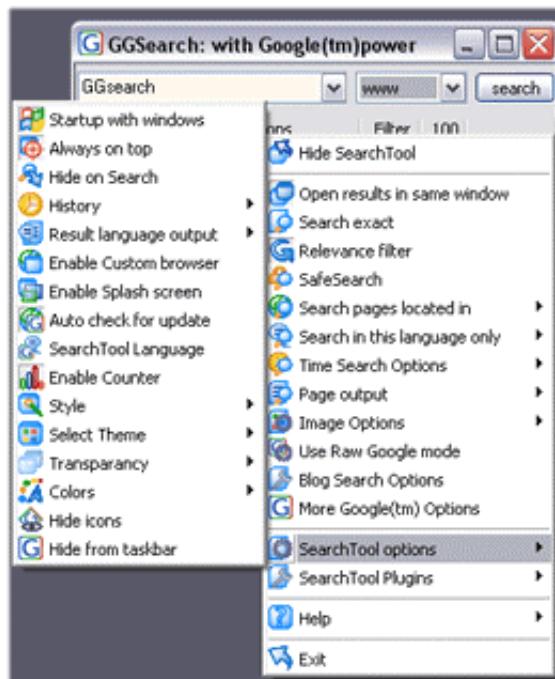 GGSearch: with Google(tm)power
GGsearch
www
search
Filter 100
Startup with windows
Always on top
Hide on Search
History
Result language output
Enable Custom browser
Enable Splash screen
Auto check for update
SearchTool Language
Enable Counter
Style
Select Theme
Transparancy
Colors
Hide icons
Hide from taskbar
Hide SearchTool
Open results in same window
Search exact
Relevance filter
SafeSearch
Search pages located in
Search in this language only
Time Search Options
Page output
Image Options
Use Raw Google mode
Blog Search Options
More Google(tm) Options
SearchTool options
SearchTool Plugins
Help
Exit